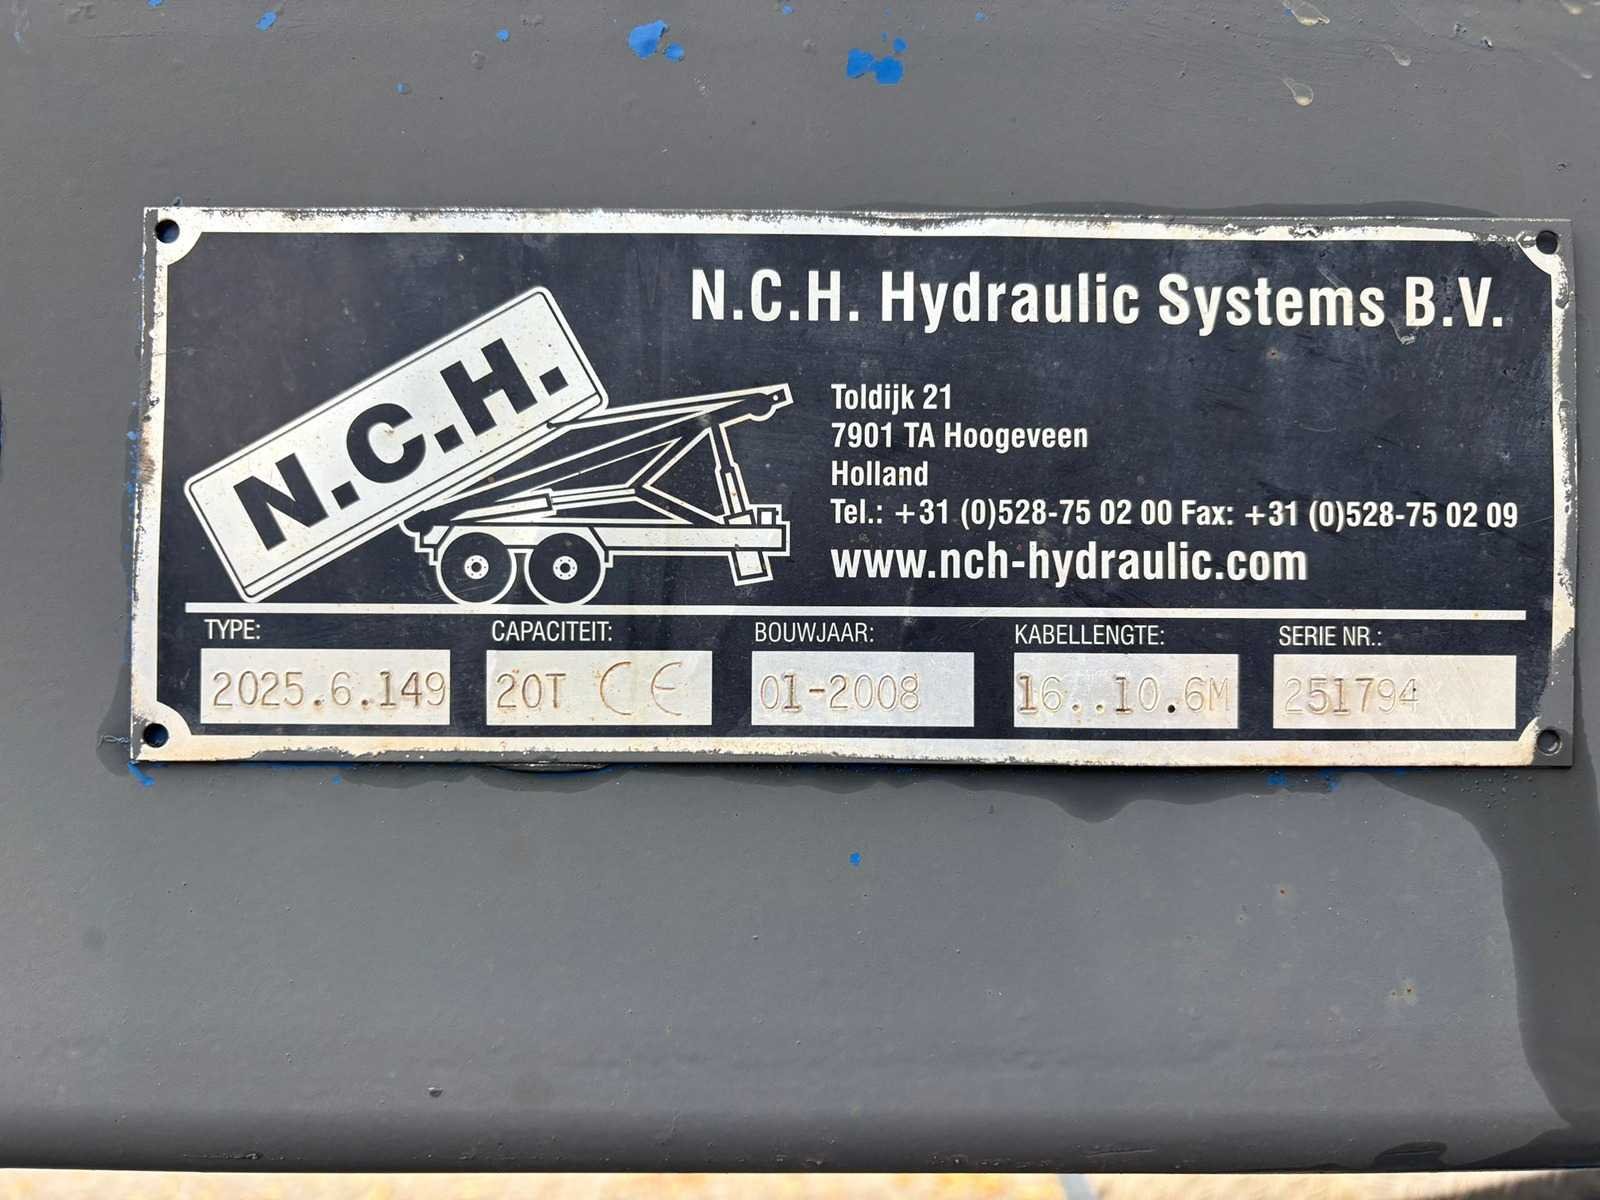 N.C.H. Hydraulic Systems B.V.
N.C.H.
Toldijk 21
7901 TA Hoogeveen
Holland
Tel.: +31 (0)528-75 02 00 Fax: +31 (0)528-75 02 09
www.nch-hydraulic.com
TYPE: CAPACITEIT: BOUWJAAR: KABELLENGTE: SERIE NR.:
2025.6.149 20T CE 01-2008 16..10.6M 251794